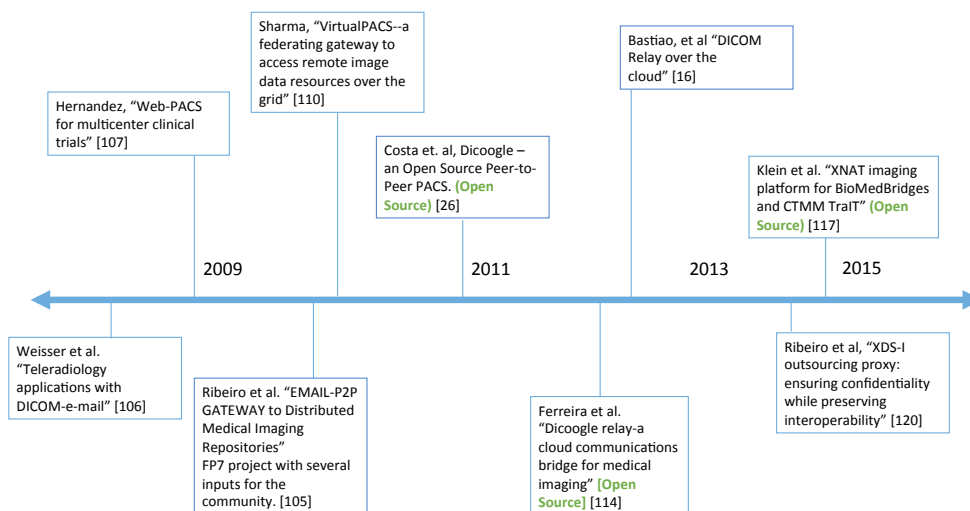 Sharma, “VirtualPACS--a
federating gateway to
access remote image
data resources over the
grid” [110]
Bastiao, et al “DICOM
Relay over the
cloud” [16]
Hernandez, “Web-PACS
for multicenter clinical
trials” [107]
Costa et. al, Dicoogle –
an Open Source Peer-to-
Peer PACS. (Open
Source) [26]
Klein et al. “XNAT imaging
platform for BioMedBridges
and CTMM TraIT” (Open
Source) [117]
2009
2011
2013
2015
Weisser et al.
“Teleradiology
applications with
DICOM-e-mail” [106]
Ribeiro et al. “EMAIL-P2P
GATEWAY to Distributed
Medical Imaging
Repositories”
FP7 project with several
inputs for the
community. [105]
Ferreira et al.
“Dicoogle relay-a
cloud communications
bridge for medical
imaging” [Open
Source] [114]
Ribeiro et al, “XDS-I
outsourcing proxy:
ensuring confidentiality
while preserving
interoperability” [120]